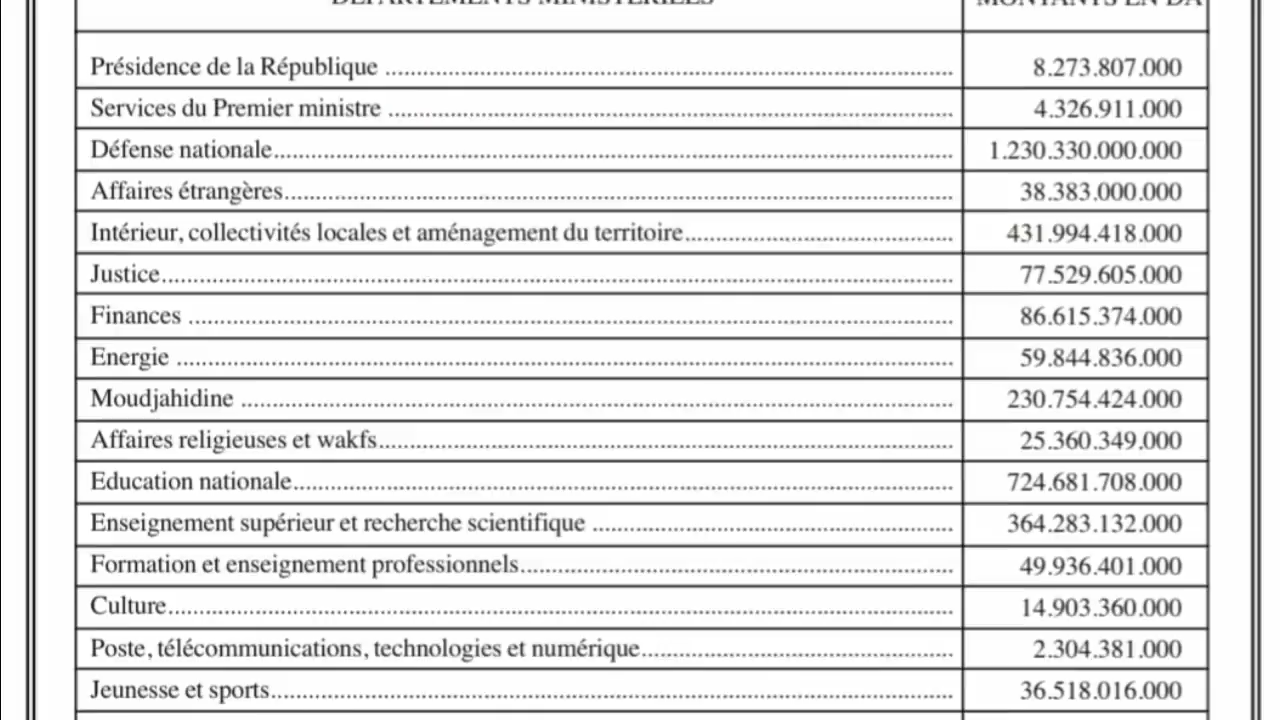 DEPARTEMENTS MINISTERIELS MONTANTS EN DA
Présidence de la République ........................................................................................... 8.273.807.000
Services du Premier ministre ........................................................................................... 4.326.911.000
Défense nationale............................................................................................................. 1.230.330.000.000
Affaires étrangères........................................................................................................... 38.383.000.000
Intérieur, collectivités locales et aménagement du territoire........................................... 431.994.418.000
Justice............................................................................................................................... 77.529.605.000
Finances .......................................................................................................................... 86.615.374.000
Energie ............................................................................................................................ 59.844.836.000
Moudjahidine .................................................................................................................. 230.754.424.000
Affaires religieuses et wakfs............................................................................................ 25.360.349.000
Education nationale.......................................................................................................... 724.681.708.000
Enseignement supérieur et recherche scientifique .......................................................... 364.283.132.000
Formation et enseignement professionnels...................................................................... 49.936.401.000
Culture.............................................................................................................................. 14.903.360.000
Poste, télécommunications, technologies et numérique.................................................. 2.304.381.000
Jeunesse et sports............................................................................................................. 36.518.016.000